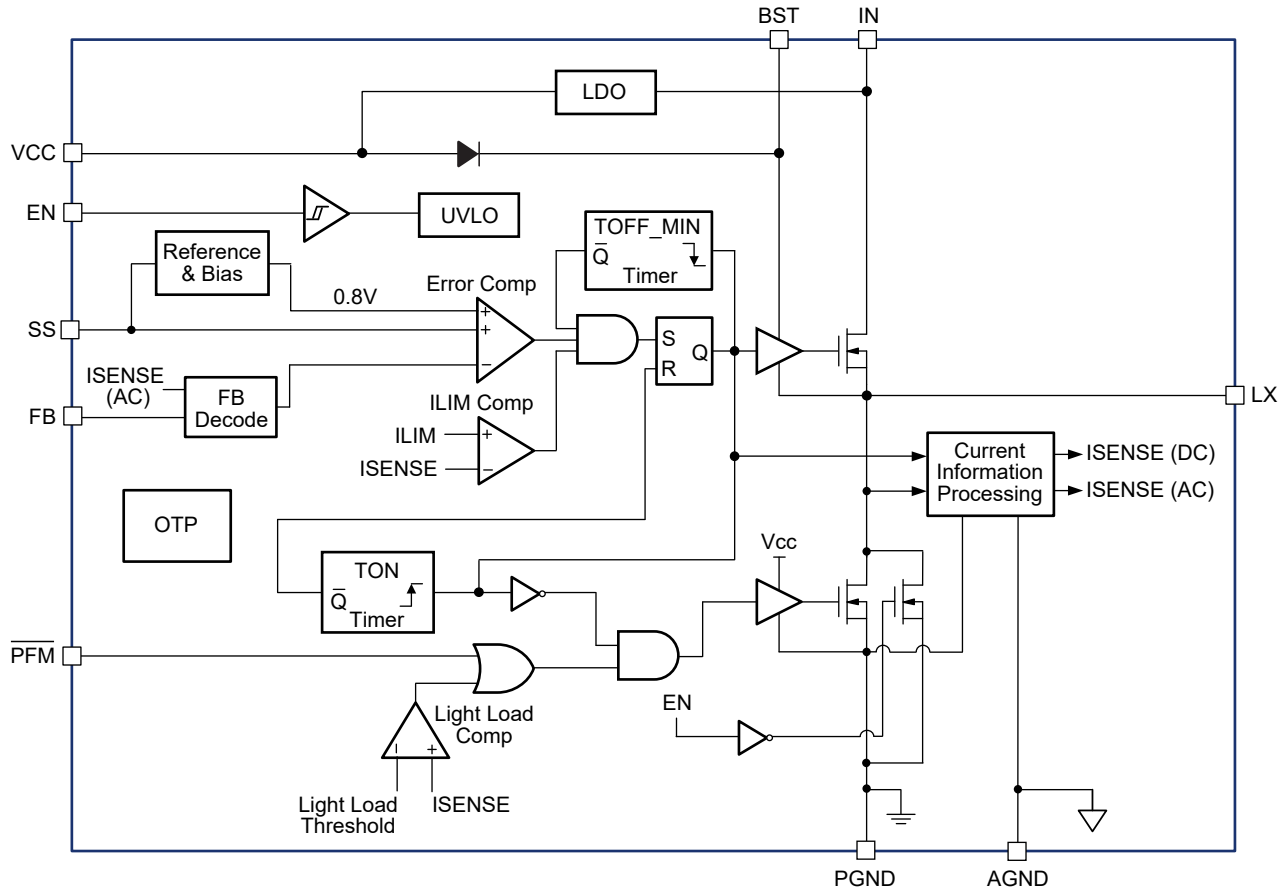 BST
IN
LDO
VCC
EN
UVLO
TOFF_MIN
Q̅
Timer
Reference
& Bias
0.8V
Error Comp
+
+
−
SS
S
R
Q
ISENSE
(AC)
FB
Decode
FB
ILIM Comp
ILIM
+
ISENSE
−
LX
Current
Information
Processing
ISENSE (DC)
ISENSE (AC)
OTP
TON
Q̅
Timer
Vcc
P̅F̅M̅
Light Load
Comp
−
+
Light Load
Threshold
ISENSE
EN
PGND
AGND